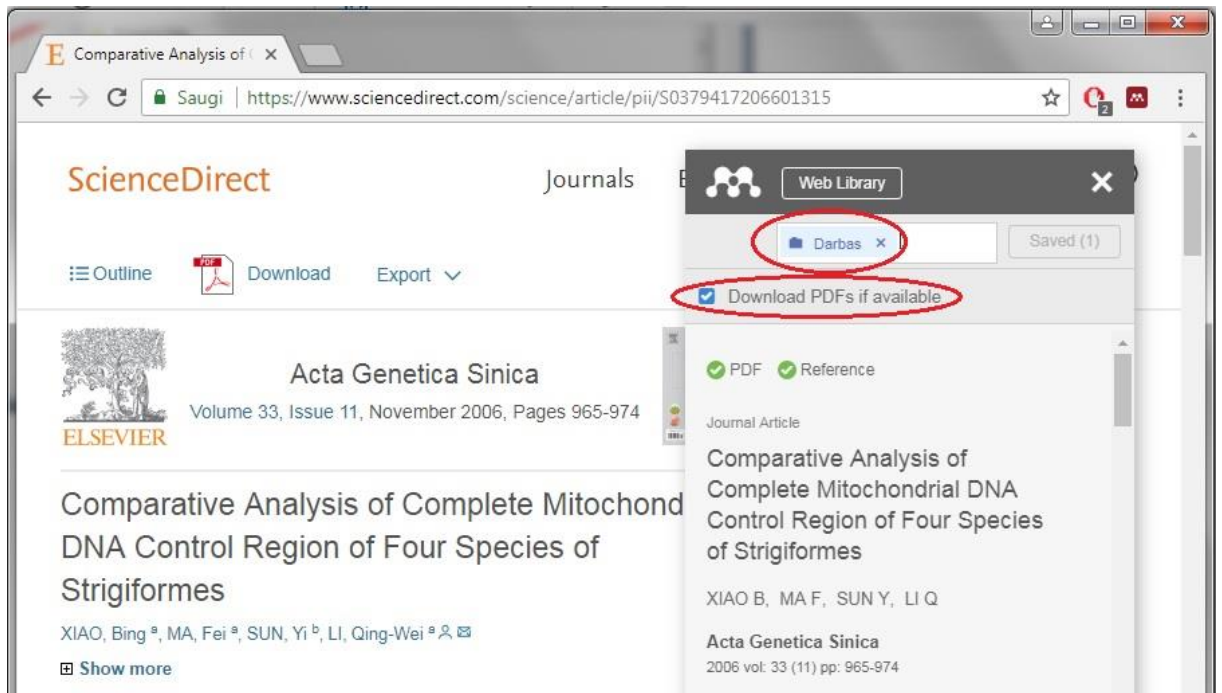 Comparative Analysis of
Saugi | https://www.sciencedirect.com/science/article/pii/S0379417206601315
2
ScienceDirect
Journals
Web Library
Darbas
Saved (1)
Download PDFs if available
Outline
PDF
Download
Export
ELSEVIER
Acta Genetica Sinica
Volume 33, Issue 11, November 2006, Pages 965-974
PDF
Reference
Journal Article
Comparative Analysis of
Complete Mitochondrial DNA
Control Region of Four Species
of Strigiformes
XIAO B, MA F, SUN Y, LI Q
Acta Genetica Sinica
2006 vol: 33 (11) pp: 965-974
Comparative Analysis of Complete Mitochond
DNA Control Region of Four Species of
Strigiformes
XIAO, Bing a, MA, Fei a, SUN, Yi b, LI, Qing-Wei a
Show more